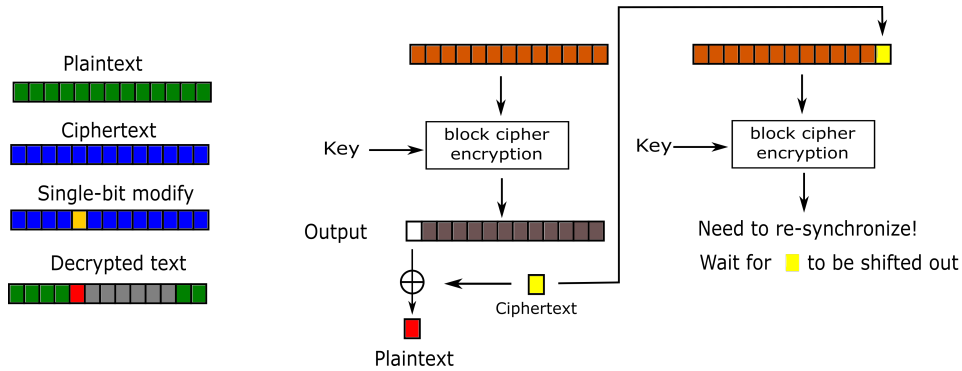 Plaintext
Ciphertext
Single-bit modify
Decrypted text
Key
block cipher
encryption
Output
Ciphertext
Plaintext
Key
block cipher
encryption
Need to re-synchronize!
Wait for to be shifted out